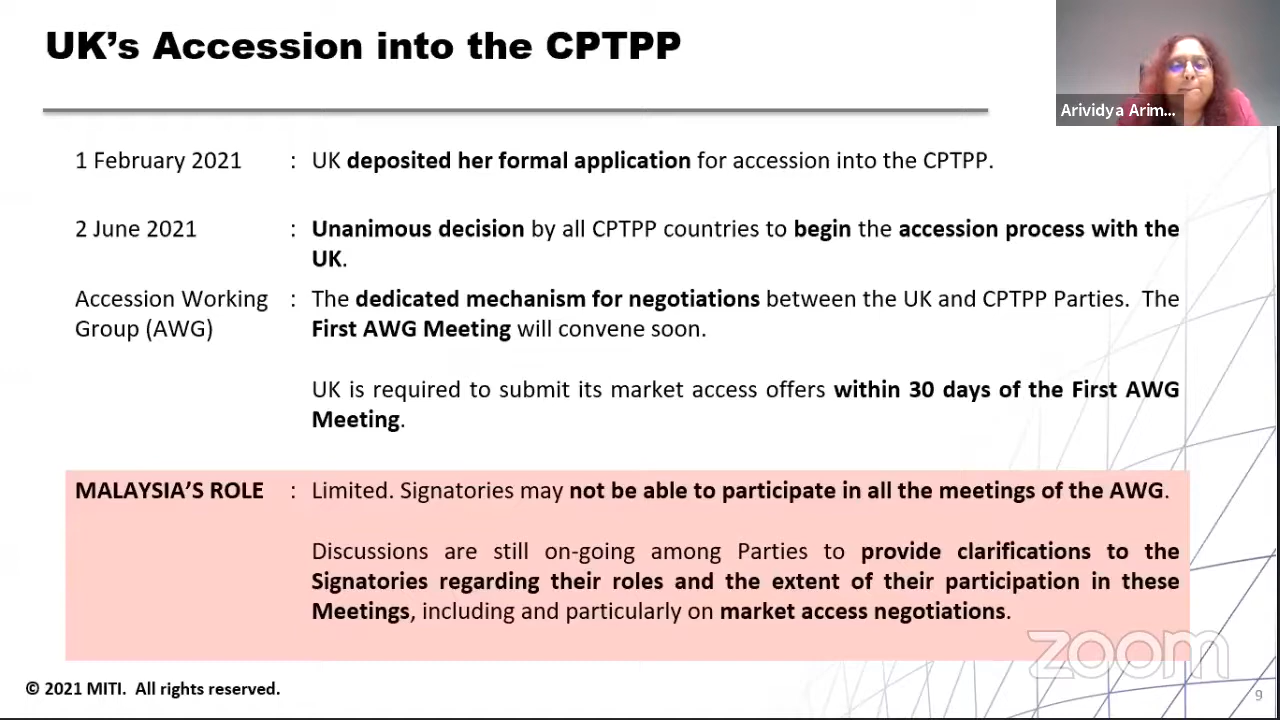 UK's Accession into the CPTPP
Arividya Arim...
1 February 2021 : UK deposited her formal application for accession into the CPTPP.
2 June 2021 : Unanimous decision by all CPTPP countries to begin the accession process with the
UK.
Accession Working : The dedicated mechanism for negotiations between the UK and CPTPP Parties. The
Group (AWG) First AWG Meeting will convene soon.
UK is required to submit its market access offers within 30 days of the First AWG
Meeting.
MALAYSIA'S ROLE : Limited. Signatories may not be able to participate in all the meetings of the AWG.
Discussions are still on-going among Parties to provide clarifications to the
Signatories regarding their roles and the extent of their participation in these
Meetings, including and particularly on market access negotiations.
zoom
© 2021 MITI. All rights reserved.
9